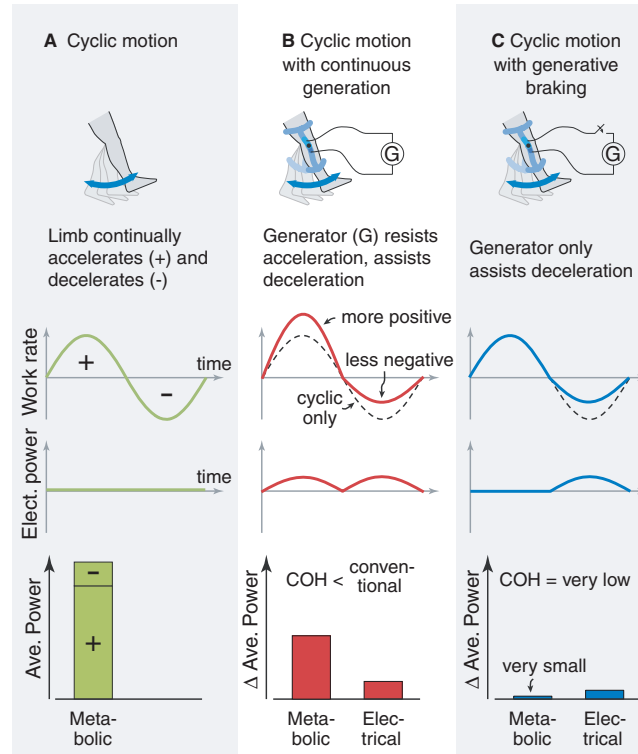 A Cyclic motion
Limb continually
accelerates (+) and
decelerates (-)
Work rate
+
-
time
Elect. power
time
Ave. Power
-
+
Meta-
bolic
B Cyclic motion
with continuous
generation
G
Generator (G) resists
acceleration, assists
deceleration
more positive
less negative
cyclic
only
Δ Ave. Power
COH < conven-
tional
Meta-
bolic
Elec-
trical
C Cyclic motion
with generative
braking
G
Generator only
assists deceleration
Δ Ave. Power
COH = very low
very small
Meta-
bolic
Elec-
trical